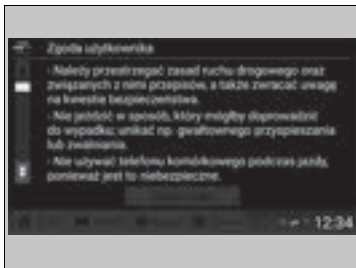 Zgoda użytkownika
- Należy przestrzegać zasad ruchu drogowego oraz
związanych z nimi przepisów, a także zwracać uwagę
na kwestie bezpieczeństwa.
- Nie jeździć w sposób, który mógłby doprowadzić
do wypadku; unikać np. gwałtownego przyspieszania
lub zwalniania.
- Nie używać telefonu komórkowego podczas jazdy,
ponieważ jest to niebezpieczne.
12:34